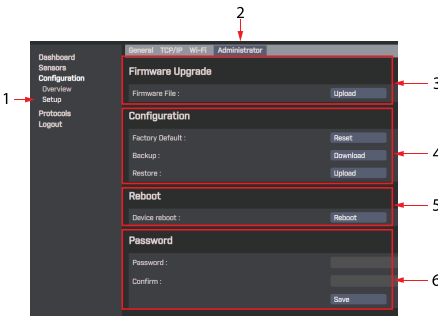 2
General TCP/IP Wi-Fi Administrator
Dashboard
Sensors
Configuration
Overview
1 Setup
Protocols
Logout
Firmware Upgrade
Firmware File : Upload
3
Configuration
Factory Default : Reset
Backup : Download
4
Restore : Upload
Reboot
5
Device reboot : Reboot
Password
Password :
Confirm :
6
Save